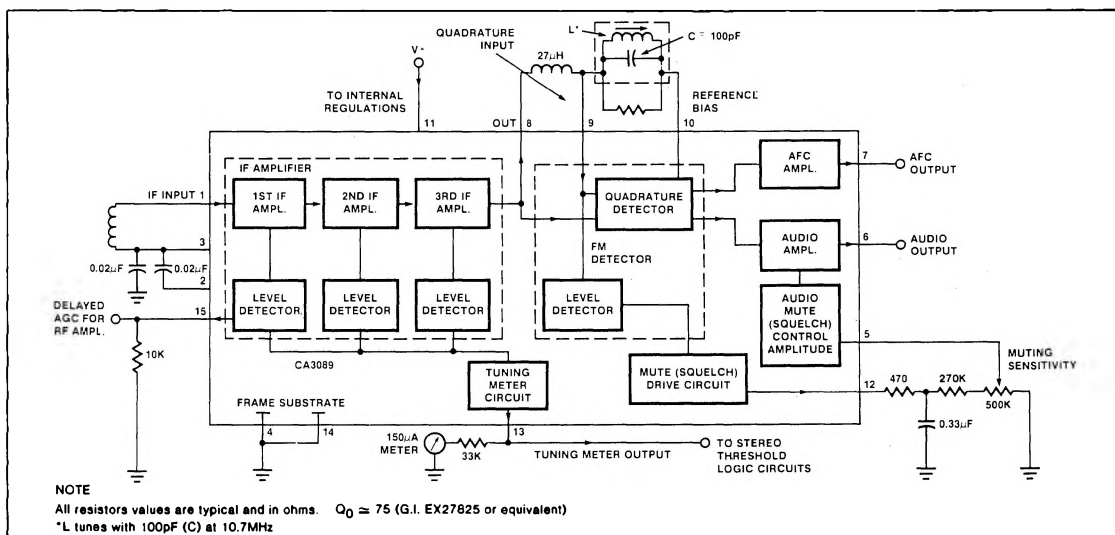 QUADRATURE
INPUT
L*
C = 100pF
27µH
V-
TO INTERNAL
REGULATIONS
11
OUT
8
9
REFERENCE
BIAS
10
IF AMPLIFIER
IF INPUT 1
1ST IF
AMPL.
2ND IF
AMPL.
3RD IF
AMPL.
QUADRATURE
DETECTOR
AFC
AMPL.
7
AFC
OUTPUT
3
0.02µF
0.02µF
2
FM
DETECTOR
AUDIO
AMPL.
6
AUDIO
OUTPUT
DELAYED
AGC FOR
RF AMPL.
15
LEVEL
DETECTOR.
LEVEL
DETECTOR
LEVEL
DETECTOR
LEVEL
DETECTOR
AUDIO
MUTE
(SQUELCH)
CONTROL
AMPLITUDE
5
MUTING
SENSITIVITY
10K
CA3089
TUNING
METER
CIRCUIT
MUTE (SQUELCH)
DRIVE CIRCUIT
12
470
270K
500K
0.33µF
FRAME SUBSTRATE
4
14
13
150µA
METER
33K
TUNING METER OUTPUT
TO STEREO
THRESHOLD
LOGIC CIRCUITS
NOTE
All resistors values are typical and in ohms. Q0 ≃ 75 (G.I. EX27825 or equivalent)
*L tunes with 100pF (C) at 10.7MHz